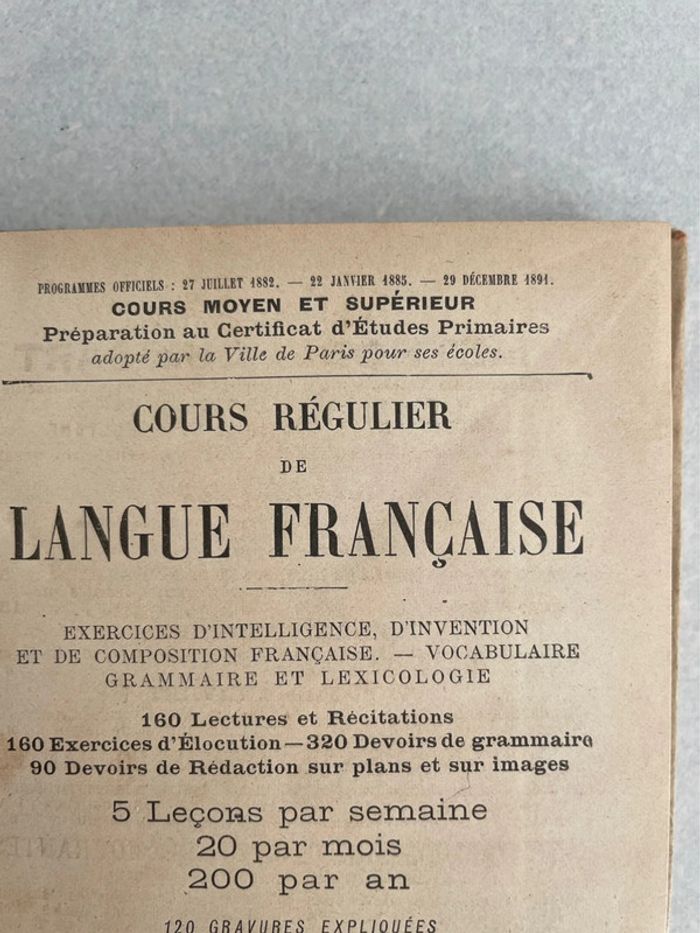 PROGRAMMES OFFICIELS : 27 JUILLET 1882. — 22 JANVIER 1885. — 29 DÉCEMBRE 1891.
COURS MOYEN ET SUPÉRIEUR
Préparation au Certificat d'Études Primaires
adopté par la Ville de Paris pour ses écoles.
COURS RÉGULIER
DE
LANGUE FRANÇAISE
EXERCICES D'INTELLIGENCE, D'INVENTION
ET DE COMPOSITION FRANÇAISE. — VOCABULAIRE
GRAMMAIRE ET LEXICOLOGIE
160 Lectures et Récitations
160 Exercices d'Élocution — 320 Devoirs de grammaire
90 Devoirs de Rédaction sur plans et sur images
5 Leçons par semaine
20 par mois
200 par an
120 GRAVURES EXPLIQUÉES